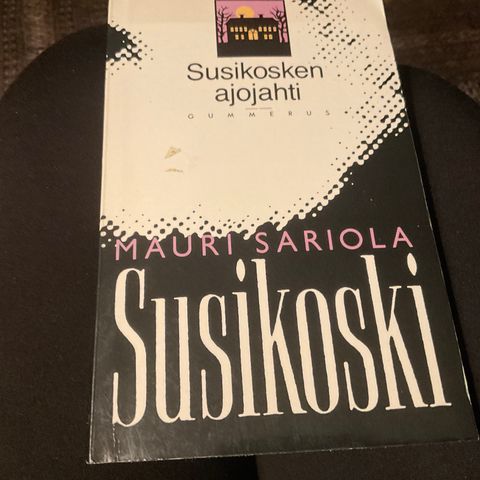 Susikosken
ajojahti
GUMMERUS
MAURI SARIOLA
Susikoski